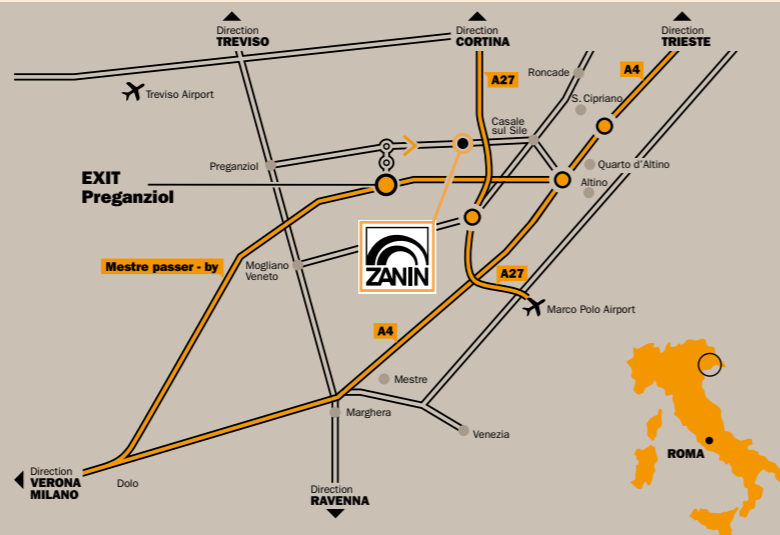 Direction
TREVISO
Direction
CORTINA
Direction
TRIESTE
A27
Roncade
A4
Treviso Airport
S. Cipriano
Casale
sul Sile
Preganziol
Quarto d'Altino
EXIT
Preganziol
Altino
ZANIN
Mestre passer - by
Mogliano
Veneto
A27
Marco Polo Airport
A4
Mestre
Marghera
Venezia
ROMA
Direction
VERONA
MILANO
Dolo
Direction
RAVENNA